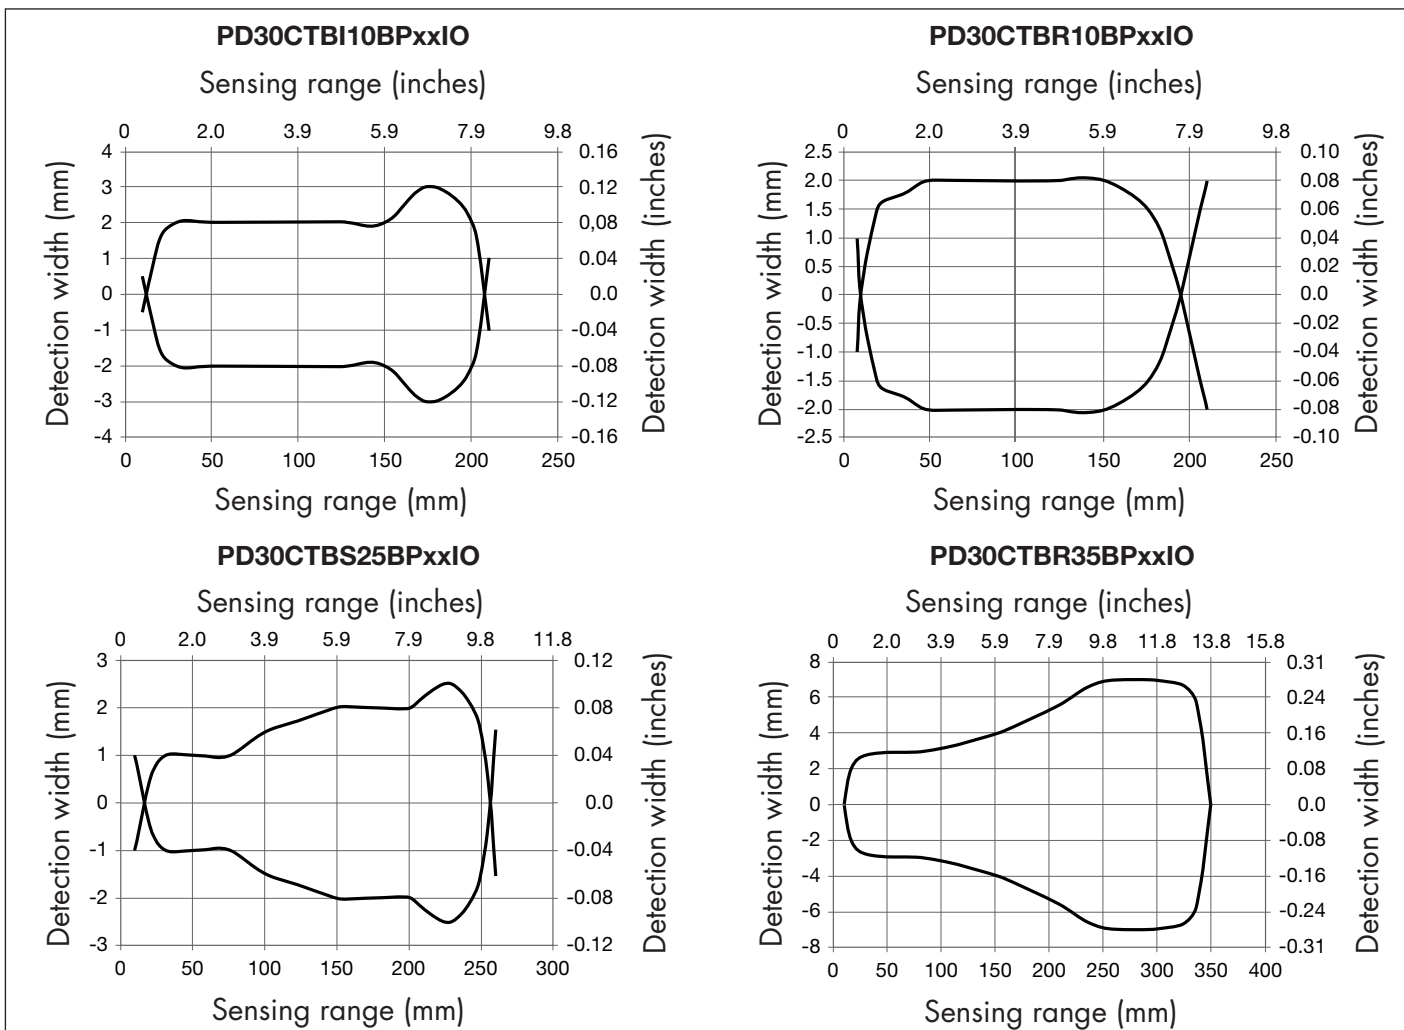 PD30CTBI10BPxxIO
Sensing range (inches)
0 2.0 3.9 5.9 7.9 9.8
Detection width (mm)
4 0.16
3 0.12
2 0.08
1 0.04
0 0.0
-1 -0.04
-2 -0.08
-3 -0.12
-4 -0.16
Detection width (inches)
0 50 100 150 200 250
Sensing range (mm)
PD30CTBR10BPxxIO
Sensing range (inches)
0 2.0 3.9 5.9 7.9 9.8
Detection width (mm)
2.5 0.10
2.0 0.08
1.5 0.06
1.0 0,04
0.5 0.02
0 0.0
-0.5 -0.02
-1.0 -0.04
-1.5 -0.06
-2.0 -0.08
-2.5 -0.10
Detection width (inches)
0 50 100 150 200 250
Sensing range (mm)
PD30CTBS25BPxxIO
Sensing range (inches)
0 2.0 3.9 5.9 7.9 9.8 11.8
Detection width (mm)
3 0.12
2 0.08
1 0.04
0 0.0
-1 -0.04
-2 -0.08
-3 -0.12
Detection width (inches)
0 50 100 150 200 250 300
Sensing range (mm)
PD30CTBR35BPxxIO
Sensing range (inches)
0 2.0 3.9 5.9 7.9 9.8 11.8 13.8 15.8
Detection width (mm)
8 0.31
6 0.24
4 0.16
2 0.08
0 0.0
-2 -0.08
-4 -0.16
-6 -0.24
-8 -0.31
Detection width (inches)
0 50 100 150 200 250 300 350 400
Sensing range (mm)